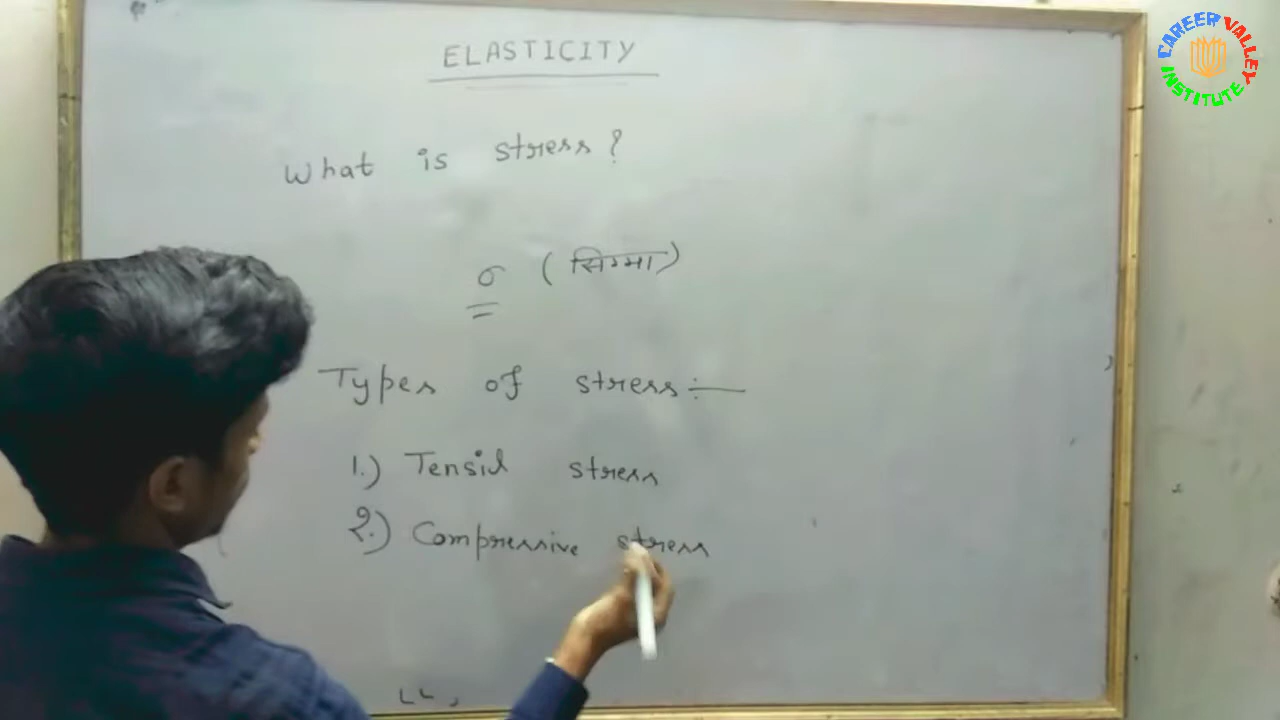 ELASTICITY
What is stress?
σ (सिग्मा)
Types of stress:-
1.) Tensil stress
2.) Compressive stress
CAREER VALLEY INSTITUTE